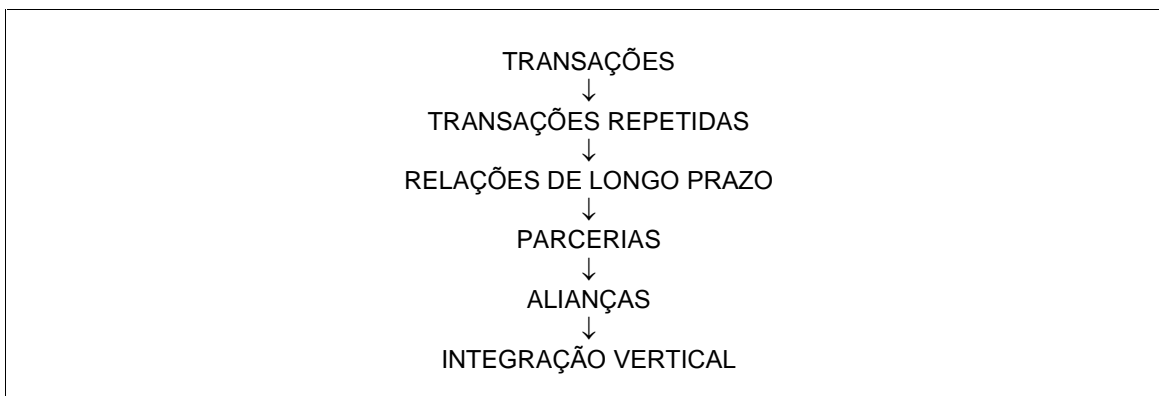 TRANSAÇÕES
↓
TRANSAÇÕES REPETIDAS
↓
RELAÇÕES DE LONGO PRAZO
↓
PARCERIAS
↓
ALIANÇAS
↓
INTEGRAÇÃO VERTICAL